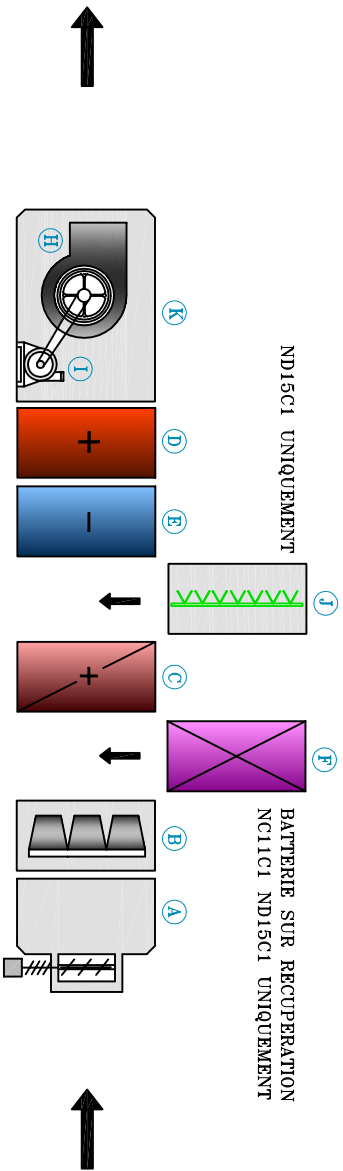 J
F
ND15C1 UNIQUEMENT
BATTERIE SUR RECUPERATION
NC11C1 ND15C1 UNIQUEMENT
K
D
E
C
B
A
I
H